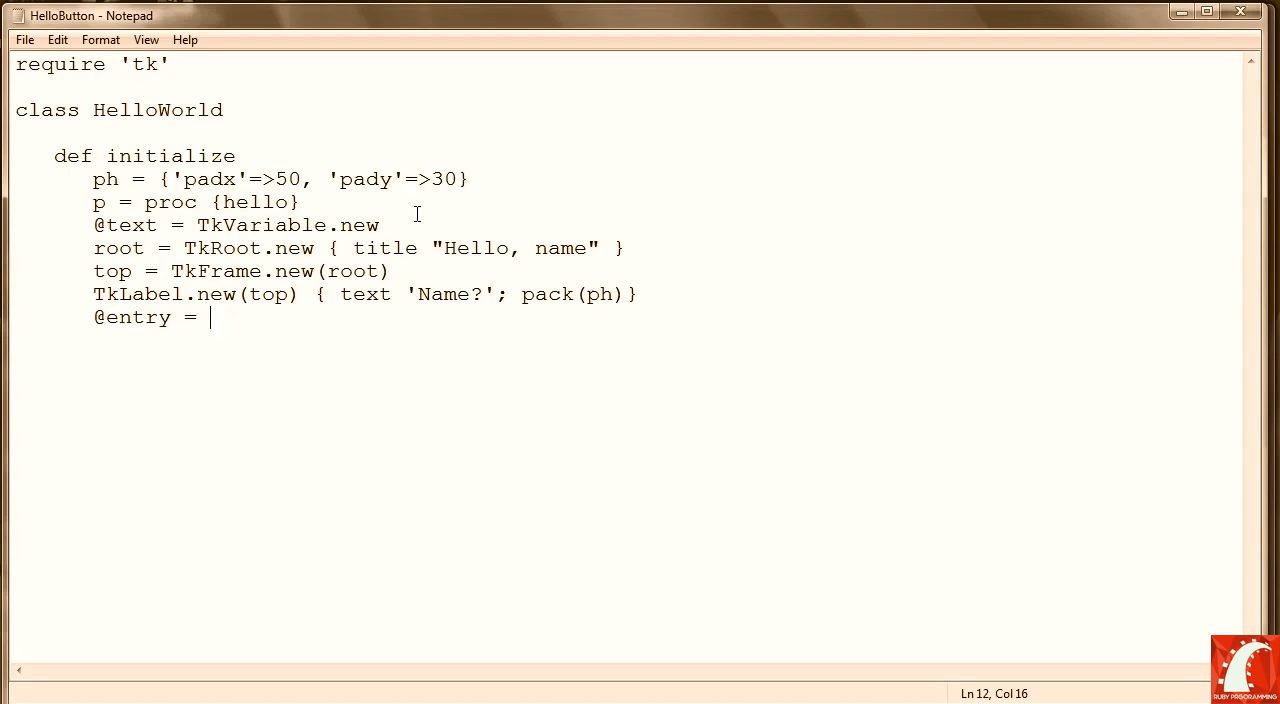 HelloButton - Notepad
File Edit Format View Help
require 'tk'
class HelloWorld
def initialize
ph = {'padx'=>50, 'pady'=>30}
p = proc {hello}
@text = TkVariable.new
root = TkRoot.new { title "Hello, name" }
top = TkFrame.new(root)
TkLabel.new(top) { text 'Name?'; pack(ph)}
@entry =
Ln 12, Col 16
RUBY PRGORAMMING